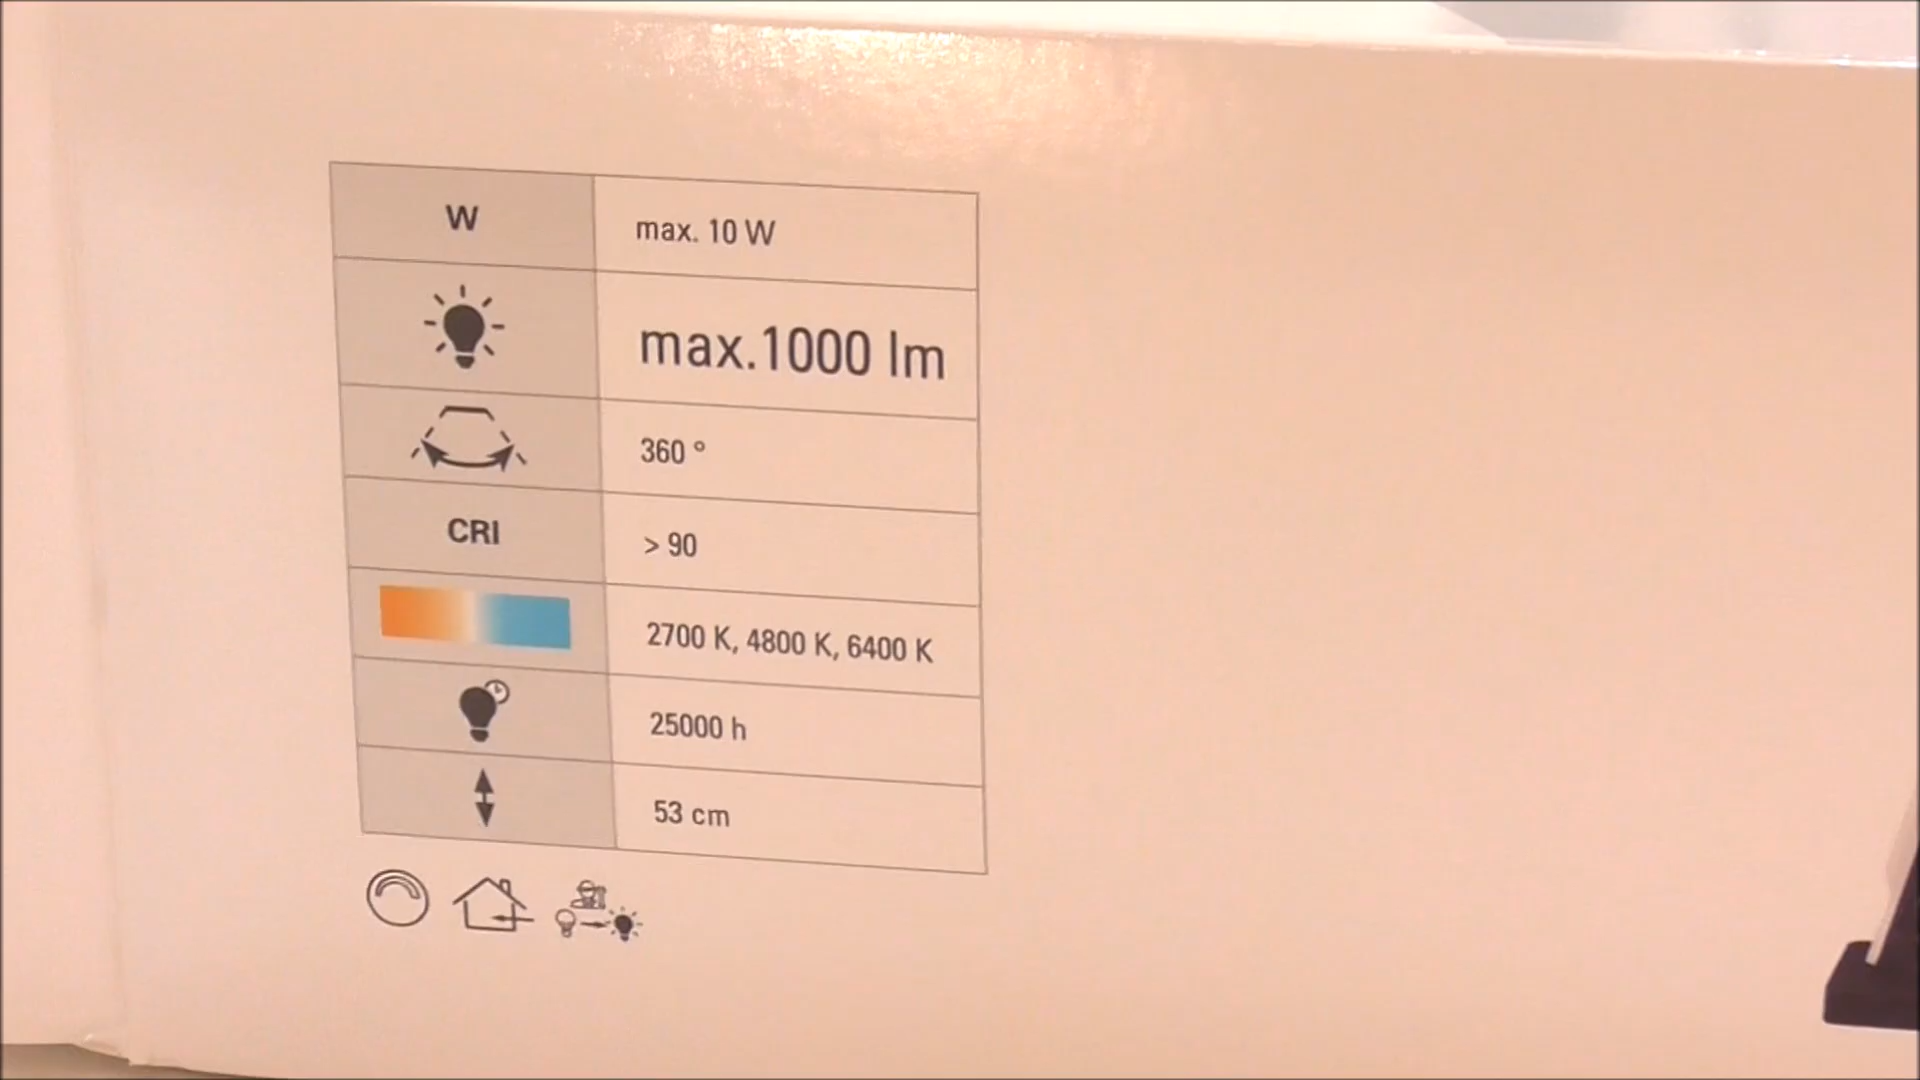 W max. 10 W
max.1000 lm
360 °
CRI > 90
2700 K, 4800 K, 6400 K
25000 h
53 cm